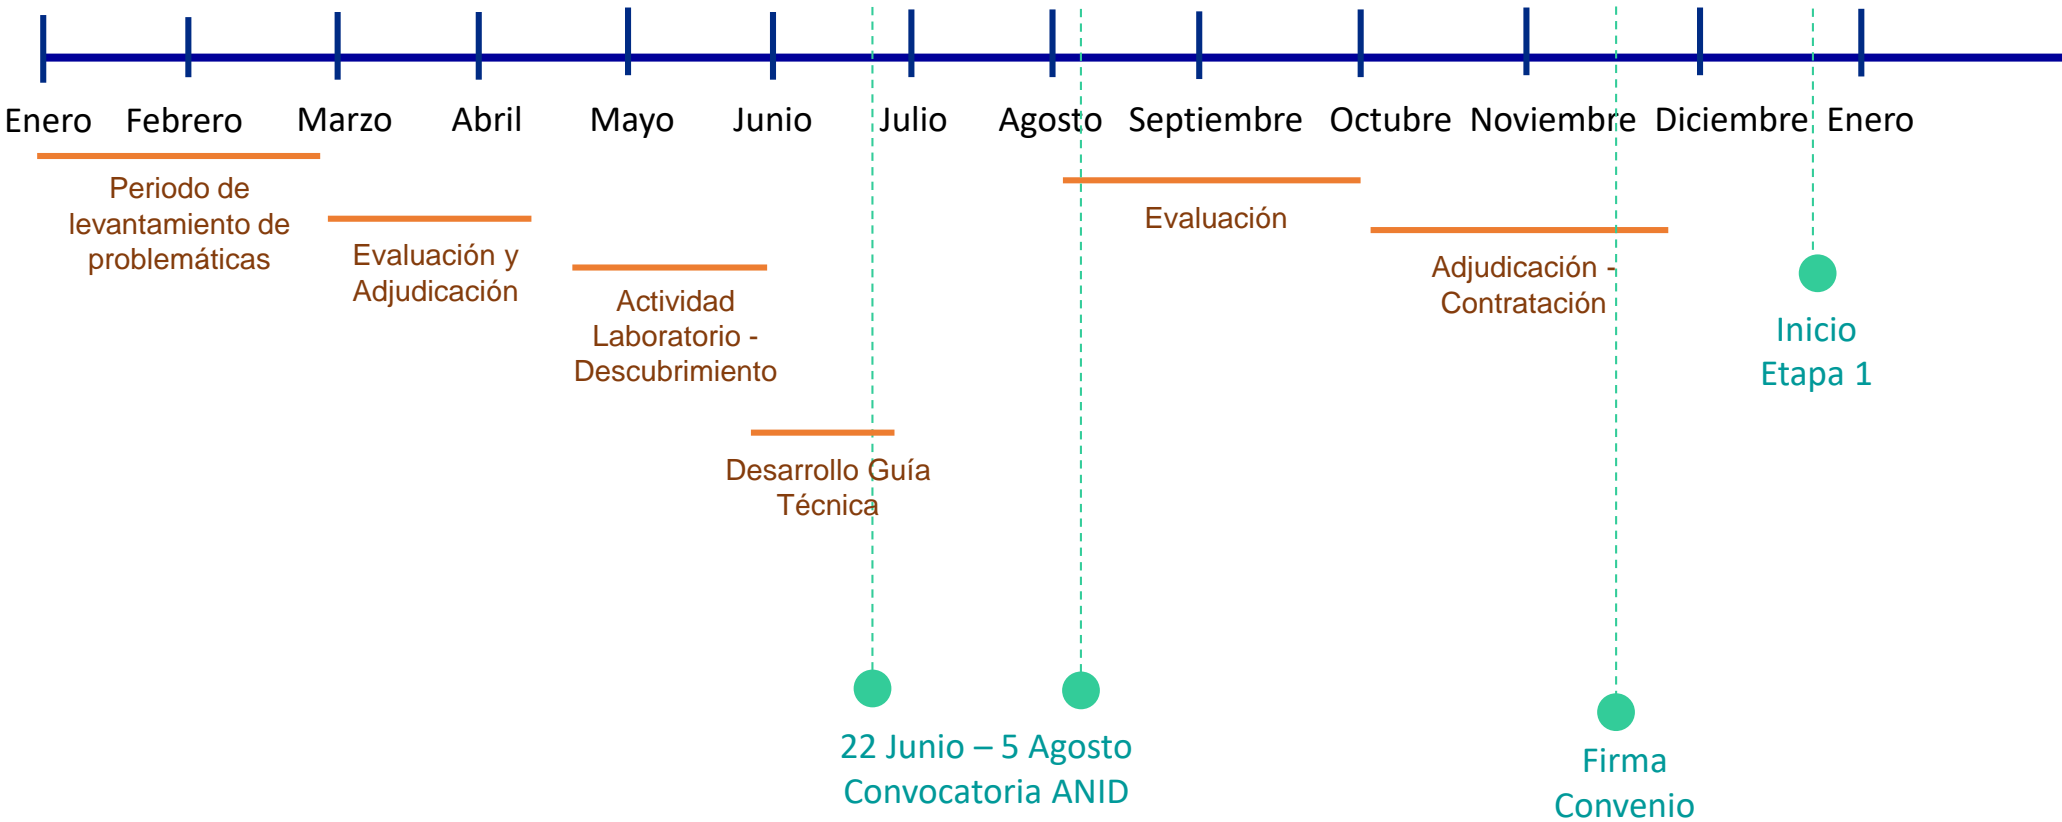 Enero Febrero Marzo Abril Mayo Junio Julio Agosto Septiembre Octubre Noviembre Diciembre Enero
Periodo de
levantamiento de
problemáticas
Evaluación y
Adjudicación
Actividad
Laboratorio -
Descubrimiento
Desarrollo Guía
Técnica
Evaluación
Adjudicación -
Contratación
Inicio
Etapa 1
22 Junio – 5 Agosto
Convocatoria ANID
Firma
Convenio